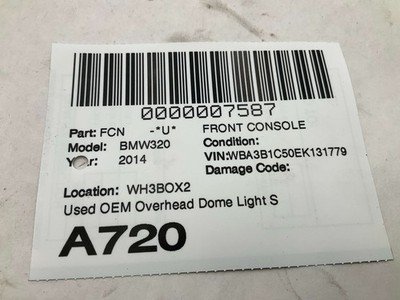 0000007587
Part: FCN -*U* FRONT CONSOLE
Model: BMW320 Condition:
Year: 2014 VIN:WBA3B1C50EK131779
Damage Code:
Location: WH3BOX2
Used OEM Overhead Dome Light S
A720